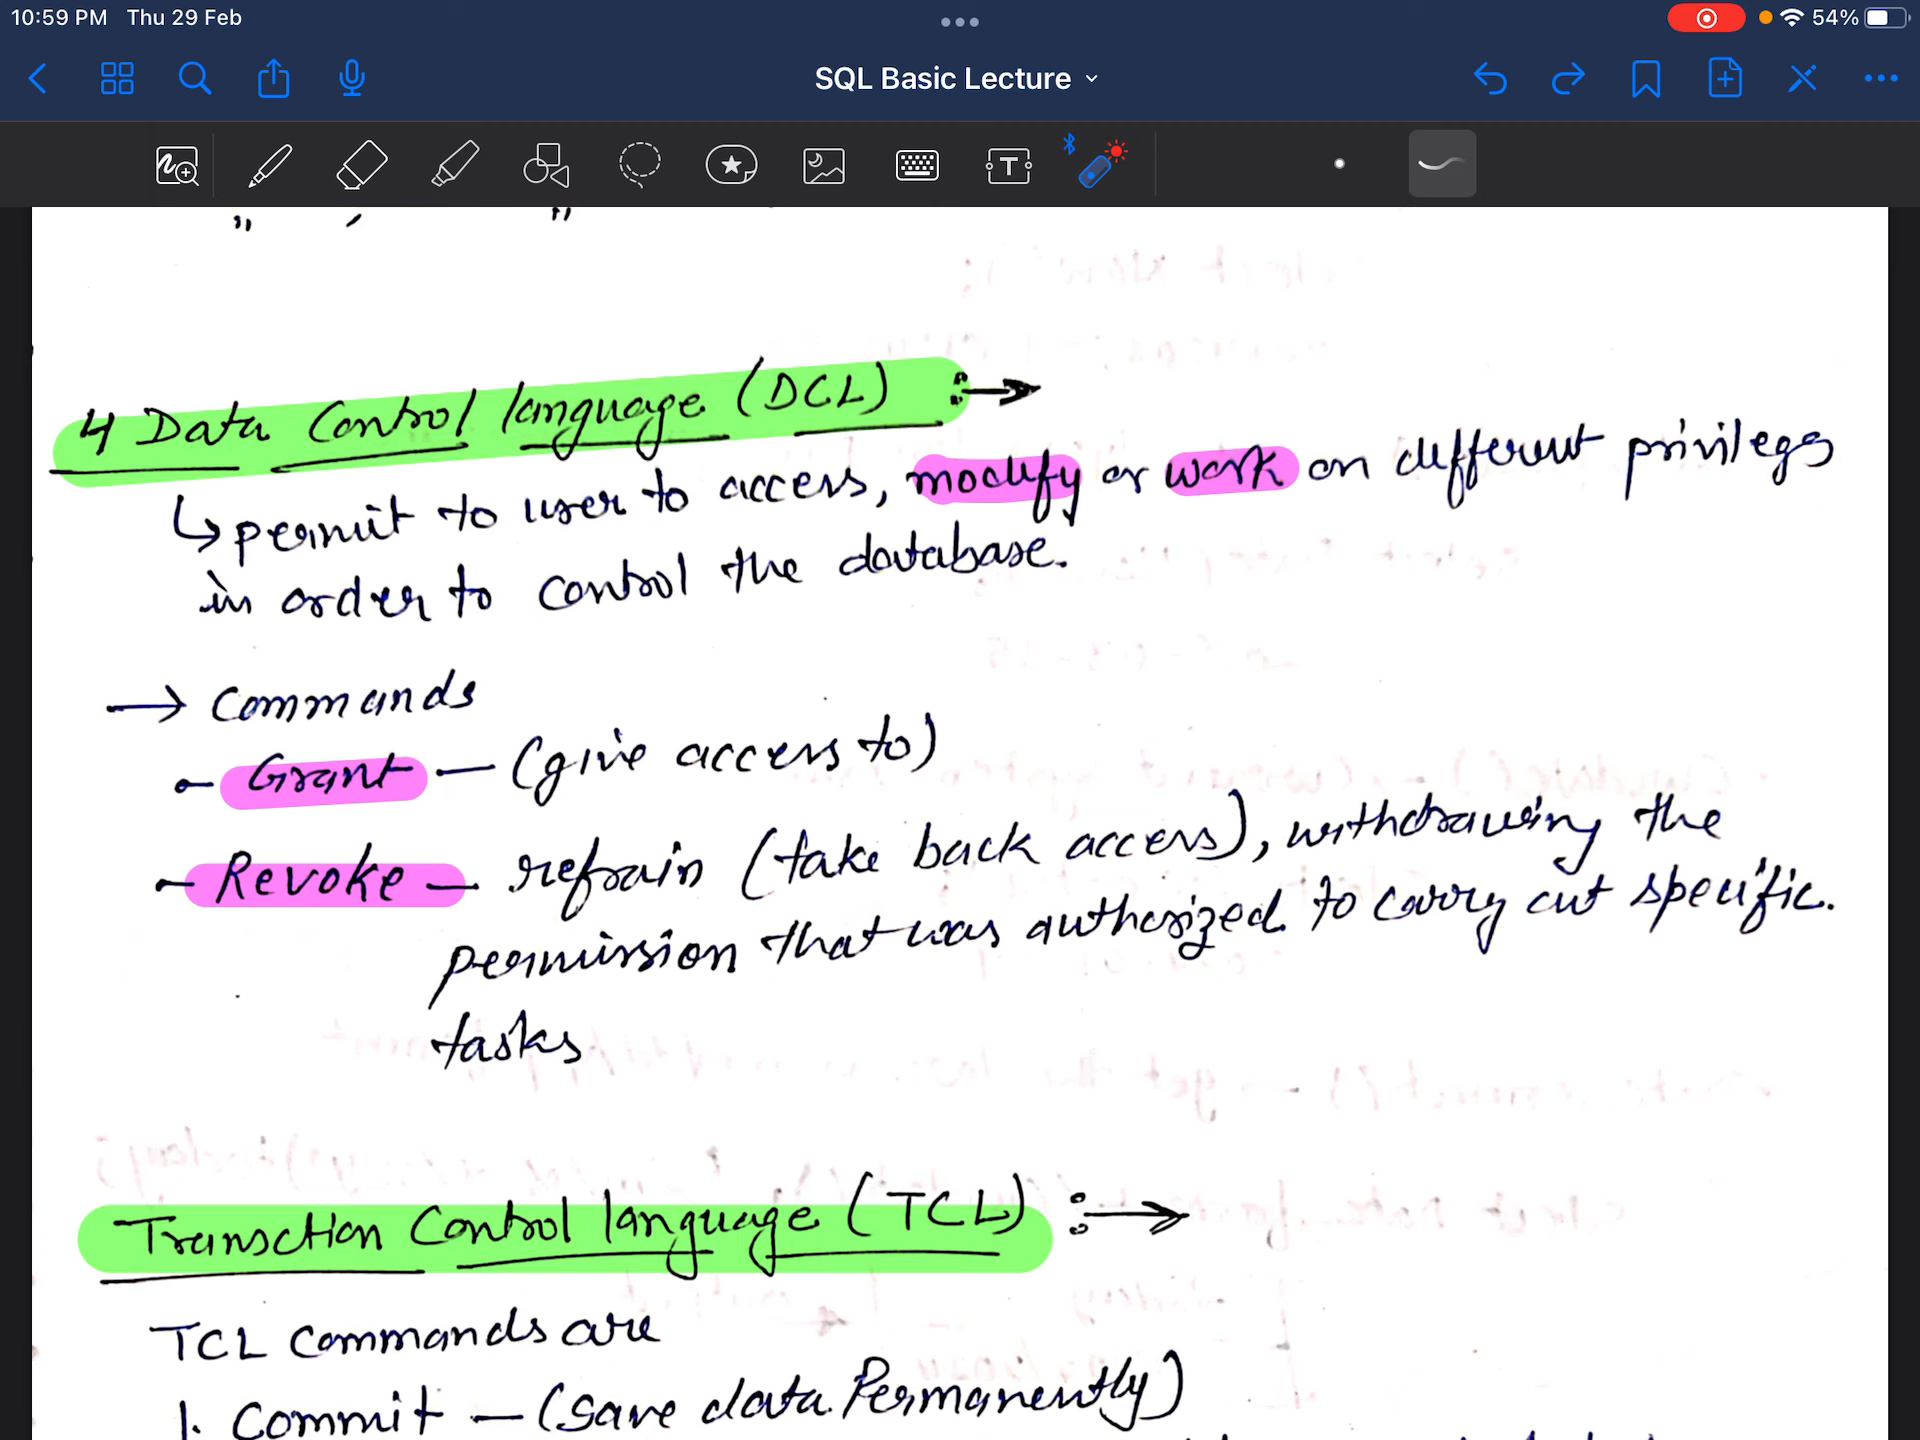 10:59 PM Thu 29 Feb
54%
SQL Basic Lecture
T
4 Data Control language (DCL) :→
↳ permit to user to access, modify or work on different privileges
in order to control the database.
→ Commands
- Grant — (give access to)
- Revoke — refrain (take back access), withdrawing the
permission that was authorized to carry out specific.
tasks
Transction Control language (TCL) :→
TCL Commands are
1. Commit — (save data Permanently)